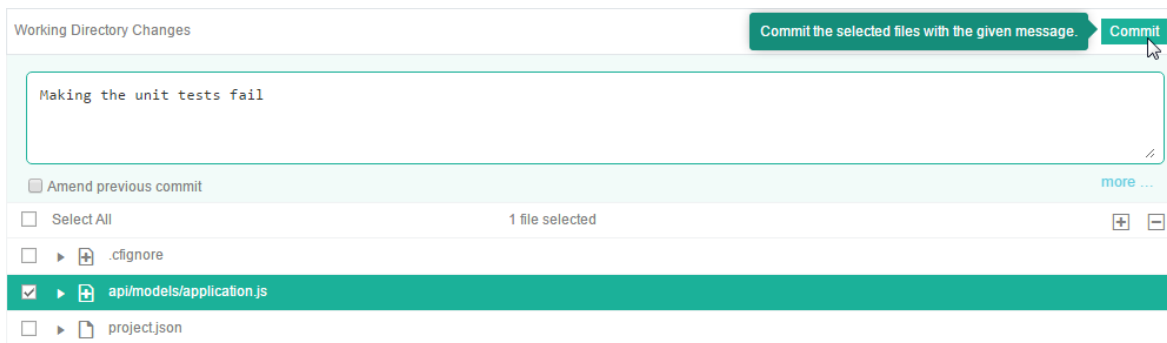 Working Directory Changes
Commit the selected files with the given message.
Commit
Making the unit tests fail
Amend previous commit
more ...
Select All
1 file selected
.cfignore
api/models/application.js
project.json